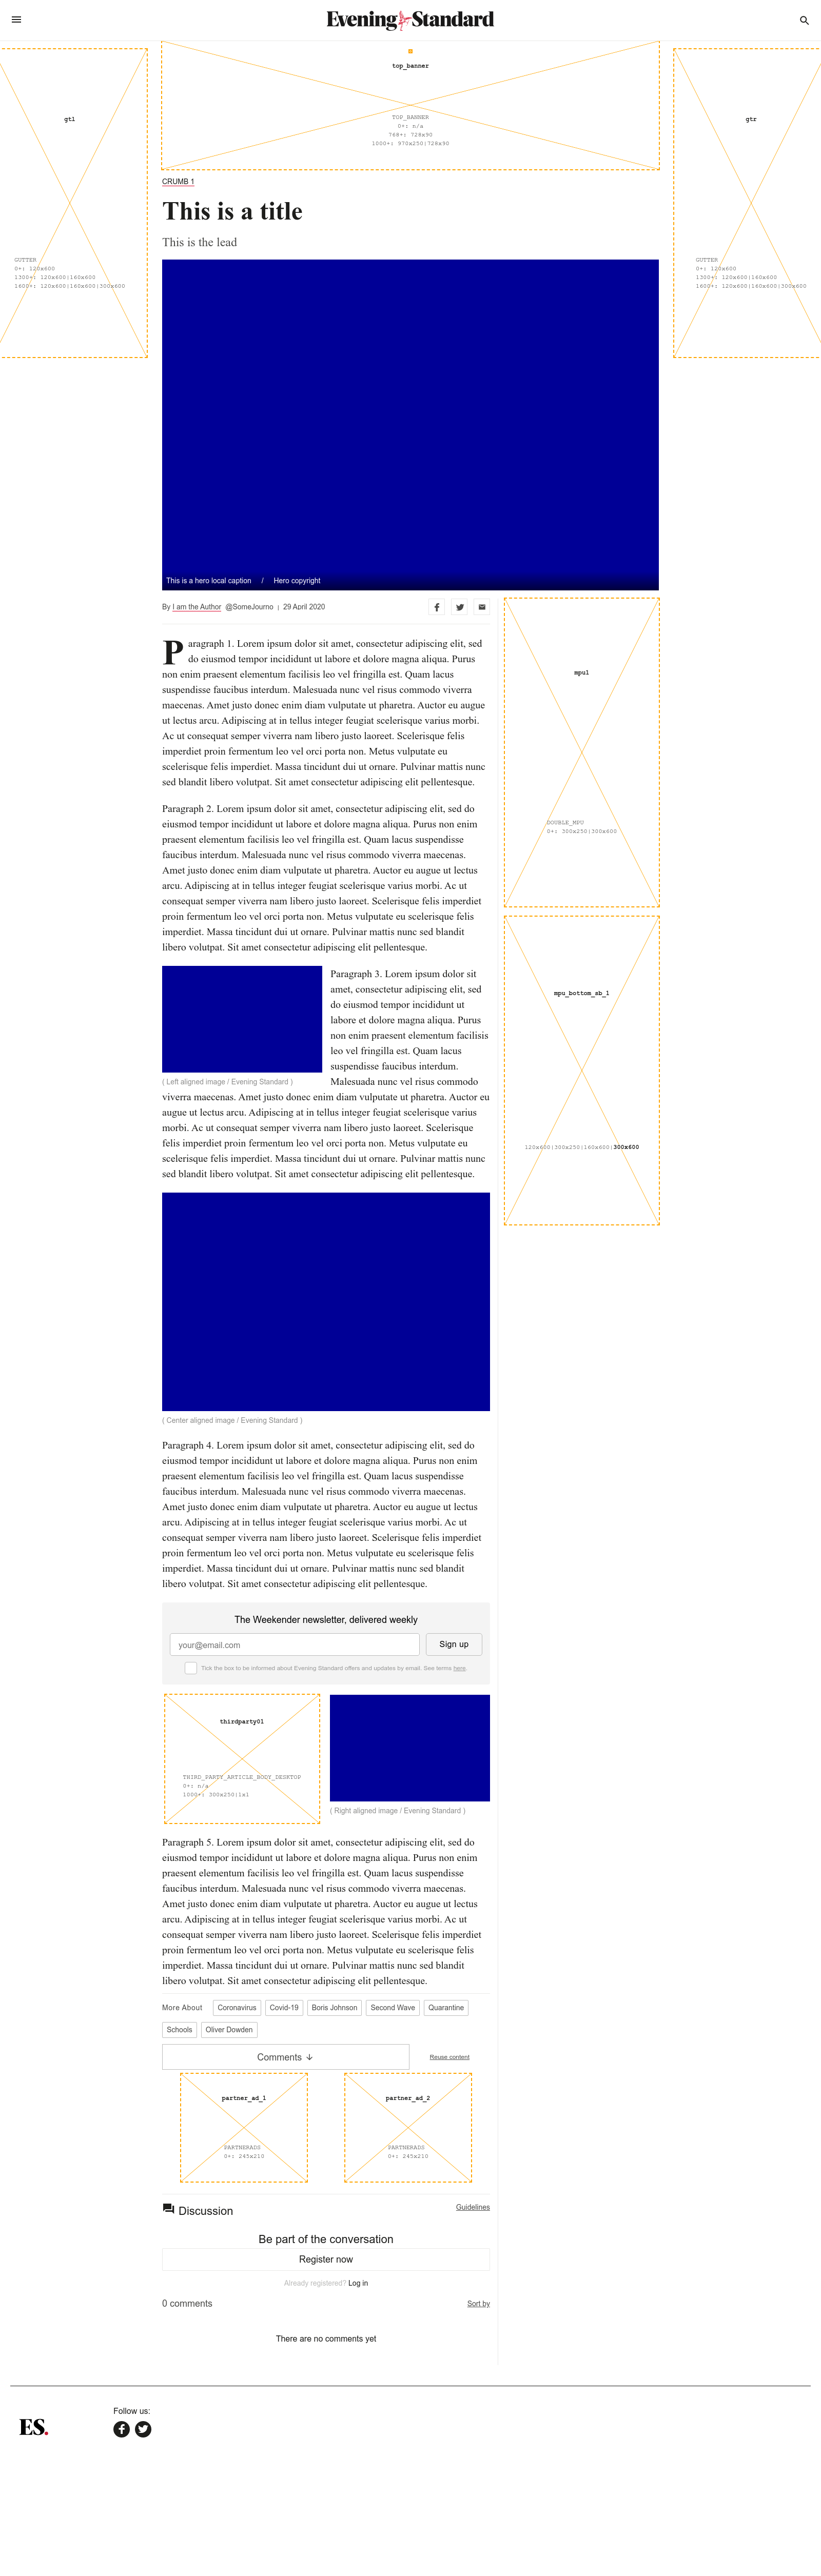 Evening Standard
top_banner
TOP_BANNER
0+: n/a
768+: 728x90
1000+: 970x250|728x90
gtl
GUTTER
0+: 120x600
1300+: 120x600|160x600
1600+: 120x600|160x600|300x600
gtr
GUTTER
0+: 120x600
1300+: 120x600|160x600
1600+: 120x600|160x600|300x600
CRUMB 1
This is a title
This is the lead
This is a hero local caption / Hero copyright
By I am the Author @SomeJourno | 29 April 2020
Paragraph 1. Lorem ipsum dolor sit amet, consectetur adipiscing elit, sed
do eiusmod tempor incididunt ut labore et dolore magna aliqua. Purus
non enim praesent elementum facilisis leo vel fringilla est. Quam lacus
suspendisse faucibus interdum. Malesuada nunc vel risus commodo viverra
maecenas. Amet justo donec enim diam vulputate ut pharetra. Auctor eu augue
ut lectus arcu. Adipiscing at in tellus integer feugiat scelerisque varius morbi.
Ac ut consequat semper viverra nam libero justo laoreet. Scelerisque felis
imperdiet proin fermentum leo vel orci porta non. Metus vulputate eu
scelerisque felis imperdiet. Massa tincidunt dui ut ornare. Pulvinar mattis nunc
sed blandit libero volutpat. Sit amet consectetur adipiscing elit pellentesque.
Paragraph 2. Lorem ipsum dolor sit amet, consectetur adipiscing elit, sed do
eiusmod tempor incididunt ut labore et dolore magna aliqua. Purus non enim
praesent elementum facilisis leo vel fringilla est. Quam lacus suspendisse
faucibus interdum. Malesuada nunc vel risus commodo viverra maecenas.
Amet justo donec enim diam vulputate ut pharetra. Auctor eu augue ut lectus
arcu. Adipiscing at in tellus integer feugiat scelerisque varius morbi. Ac ut
consequat semper viverra nam libero justo laoreet. Scelerisque felis imperdiet
proin fermentum leo vel orci porta non. Metus vulputate eu scelerisque felis
imperdiet. Massa tincidunt dui ut ornare. Pulvinar mattis nunc sed blandit
libero volutpat. Sit amet consectetur adipiscing elit pellentesque.
( Left aligned image / Evening Standard )
Paragraph 3. Lorem ipsum dolor sit
amet, consectetur adipiscing elit, sed
do eiusmod tempor incididunt ut
labore et dolore magna aliqua. Purus
non enim praesent elementum facilisis
leo vel fringilla est. Quam lacus
suspendisse faucibus interdum.
Malesuada nunc vel risus commodo
viverra maecenas. Amet justo donec enim diam vulputate ut pharetra. Auctor eu
augue ut lectus arcu. Adipiscing at in tellus integer feugiat scelerisque varius
morbi. Ac ut consequat semper viverra nam libero justo laoreet. Scelerisque
felis imperdiet proin fermentum leo vel orci porta non. Metus vulputate eu
scelerisque felis imperdiet. Massa tincidunt dui ut ornare. Pulvinar mattis nunc
sed blandit libero volutpat. Sit amet consectetur adipiscing elit pellentesque.
( Center aligned image / Evening Standard )
Paragraph 4. Lorem ipsum dolor sit amet, consectetur adipiscing elit, sed do
eiusmod tempor incididunt ut labore et dolore magna aliqua. Purus non enim
praesent elementum facilisis leo vel fringilla est. Quam lacus suspendisse
faucibus interdum. Malesuada nunc vel risus commodo viverra maecenas.
Amet justo donec enim diam vulputate ut pharetra. Auctor eu augue ut lectus
arcu. Adipiscing at in tellus integer feugiat scelerisque varius morbi. Ac ut
consequat semper viverra nam libero justo laoreet. Scelerisque felis imperdiet
proin fermentum leo vel orci porta non. Metus vulputate eu scelerisque felis
imperdiet. Massa tincidunt dui ut ornare. Pulvinar mattis nunc sed blandit
libero volutpat. Sit amet consectetur adipiscing elit pellentesque.
The Weekender newsletter, delivered weekly
your@email.com
Sign up
Tick the box to be informed about Evening Standard offers and updates by email. See terms here.
thirdparty01
THIRD_PARTY_ARTICLE_BODY_DESKTOP
0+: n/a
1000+: 300x250|1x1
( Right aligned image / Evening Standard )
Paragraph 5. Lorem ipsum dolor sit amet, consectetur adipiscing elit, sed do
eiusmod tempor incididunt ut labore et dolore magna aliqua. Purus non enim
praesent elementum facilisis leo vel fringilla est. Quam lacus suspendisse
faucibus interdum. Malesuada nunc vel risus commodo viverra maecenas.
Amet justo donec enim diam vulputate ut pharetra. Auctor eu augue ut lectus
arcu. Adipiscing at in tellus integer feugiat scelerisque varius morbi. Ac ut
consequat semper viverra nam libero justo laoreet. Scelerisque felis imperdiet
proin fermentum leo vel orci porta non. Metus vulputate eu scelerisque felis
imperdiet. Massa tincidunt dui ut ornare. Pulvinar mattis nunc sed blandit
libero volutpat. Sit amet consectetur adipiscing elit pellentesque.
More About Coronavirus Covid-19 Boris Johnson Second Wave Quarantine
Schools Oliver Dowden
Comments
Reuse content
partner_ad_1
PARTNERADS
0+: 245x210
partner_ad_2
PARTNERADS
0+: 245x210
Discussion
Guidelines
Be part of the conversation
Register now
Already registered? Log in
0 comments
Sort by
There are no comments yet
mpu1
DOUBLE_MPU
0+: 300x250|300x600
mpu_bottom_sb_1
120x600|300x250|160x600|300x600
ES.
Follow us: